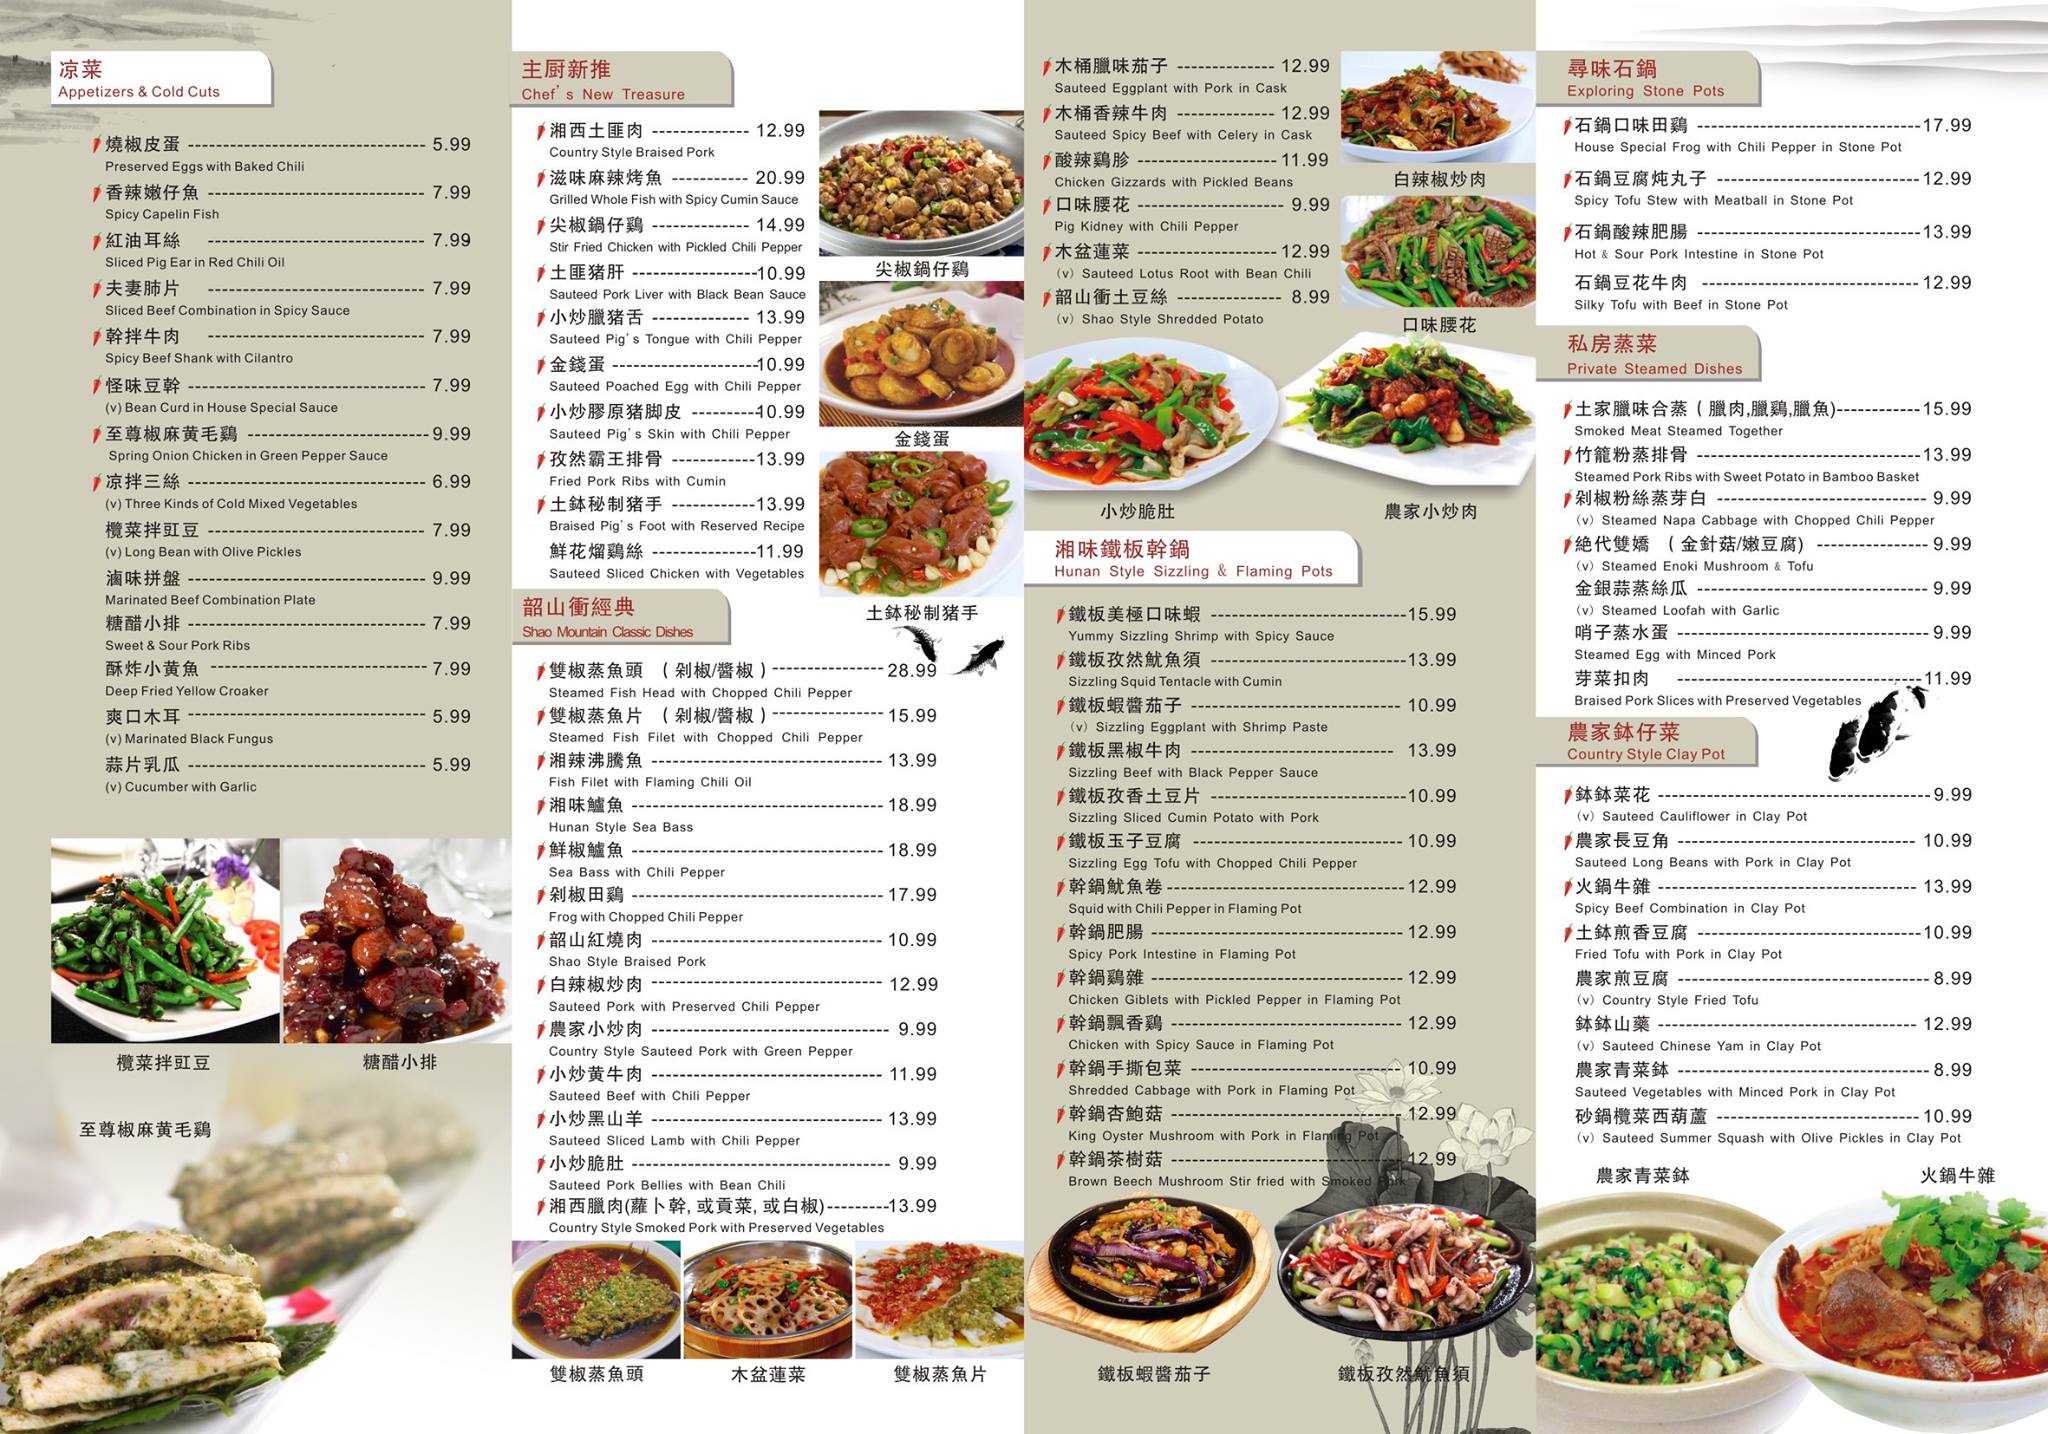 凉菜
Appetizers & Cold Cuts
燒椒皮蛋 ------------------------ 5.99
Preserved Eggs with Baked Chili
香辣嫩仔魚 ------------------------ 7.99
Spicy Capelin Fish
紅油耳絲 ------------------------ 7.99
Sliced Pig Ear in Red Chili Oil
夫妻肺片 ------------------------ 7.99
Sliced Beef Combination in Spicy Sauce
幹拌牛肉 ------------------------ 7.99
Spicy Beef Shank with Cilantro
怪味豆幹 ------------------------ 7.99
(v) Bean Curd in House Special Sauce
至尊椒麻黄毛鷄 ------------------------ 9.99
Spring Onion Chicken in Green Pepper Sauce
凉拌三絲 ------------------------ 6.99
(v) Three Kinds of Cold Mixed Vegetables
欖菜拌豇豆 ------------------------ 7.99
(v) Long Bean with Olive Pickles
滷味拼盤 ------------------------ 9.99
Marinated Beef Combination Plate
糖醋小排 ------------------------ 7.99
Sweet & Sour Pork Ribs
酥炸小黄魚 ------------------------ 7.99
Deep Fried Yellow Croaker
爽口木耳 ------------------------ 5.99
(v) Marinated Black Fungus
蒜片乳瓜 ------------------------ 5.99
(v) Cucumber with Garlic
欖菜拌豇豆
糖醋小排
至尊椒麻黄毛鷄
主厨新推
Chef's New Treasure
湘西土匪肉 -------------- 12.99
Country Style Braised Pork
滋味麻辣烤魚 ----------- 20.99
Grilled Whole Fish with Spicy Cumin Sauce
尖椒鍋仔鷄 -------------- 14.99
Stir Fried Chicken with Pickled Chili Pepper
土匪猪肝 ------------------10.99
Sauteed Pork Liver with Black Bean Sauce
小炒臘猪舌 -------------- 13.99
Sauteed Pig's Tongue with Chili Pepper
金錢蛋 ---------------------10.99
Sauteed Poached Egg with Chili Pepper
小炒膠原猪脚皮 ----------10.99
Sauteed Pig's Skin with Chili Pepper
孜然霸王排骨 ------------13.99
Fried Pork Ribs with Cumin
土鉢秘制猪手 ------------13.99
Braised Pig's Foot with Reserved Recipe
鮮花熘鷄絲 ---------------11.99
Sauteed Sliced Chicken with Vegetables
尖椒鍋仔鷄
金錢蛋
土鉢秘制猪手
韶山衝經典
Shao Mountain Classic Dishes
雙椒蒸魚頭 （剁椒/醬椒）---------------- 28.99
Steamed Fish Head with Chopped Chili Pepper
雙椒蒸魚片 （剁椒/醬椒）---------------- 15.99
Steamed Fish Filet with Chopped Chili Pepper
湘辣沸騰魚 --------------------------------- 13.99
Fish Filet with Flaming Chili Oil
湘味鱸魚 ------------------------------------ 18.99
Hunan Style Sea Bass
鮮椒鱸魚 ------------------------------------ 18.99
Sea Bass with Chili Pepper
剁椒田鷄 ------------------------------------ 17.99
Frog with Chopped Chili Pepper
韶山紅燒肉 --------------------------------- 10.99
Shao Style Braised Pork
白辣椒炒肉 --------------------------------- 12.99
Sauteed Pork with Preserved Chili Pepper
農家小炒肉 ---------------------------------- 9.99
Country Style Sauteed Pork with Green Pepper
小炒黄牛肉 ---------------------------------- 11.99
Sauteed Beef with Chili Pepper
小炒黑山羊 --------------------------------- 13.99
Sauteed Sliced Lamb with Chili Pepper
小炒脆肚 ------------------------------------- 9.99
Sauteed Pork Bellies with Bean Chili
湘西臘肉(蘿卜幹, 或貢菜, 或白椒)---------13.99
Country Style Smoked Pork with Preserved Vegetables
雙椒蒸魚頭
木盆蓮菜
雙椒蒸魚片
木桶臘味茄子 -------------- 12.99
Sauteed Eggplant with Pork in Cask
木桶香辣牛肉 -------------- 12.99
Sauteed Spicy Beef with Celery in Cask
酸辣鷄胗 -------------------- 11.99
Chicken Gizzards with Pickled Beans
口味腰花 -------------------- 9.99
Pig Kidney with Chili Pepper
木盆蓮菜 -------------------- 12.99
(v) Sauteed Lotus Root with Bean Chili
韶山衝土豆絲 --------------- 8.99
(v) Shao Style Shredded Potato
白辣椒炒肉
口味腰花
小炒脆肚
農家小炒肉
湘味鐵板幹鍋
Hunan Style Sizzling & Flaming Pots
鐵板美極口味蝦 ----------------------------15.99
Yummy Sizzling Shrimp with Spicy Sauce
鐵板孜然魷魚須 ---------------------------- 13.99
Sizzling Squid Tentacle with Cumin
鐵板蝦醬茄子 ------------------------------- 10.99
(v) Sizzling Eggplant with Shrimp Paste
鐵板黑椒牛肉 ----------------------------- 13.99
Sizzling Beef with Black Pepper Sauce
鐵板孜香土豆片 ---------------------------- 10.99
Sizzling Sliced Cumin Potato with Pork
鐵板玉子豆腐 ------------------------------ 10.99
Sizzling Egg Tofu with Chopped Chili Pepper
幹鍋魷魚卷---------------------------------- 12.99
Squid with Chili Pepper in Flaming Pot
幹鍋肥腸 ------------------------------------ 12.99
Spicy Pork Intestine in Flaming Pot
幹鍋鷄雜 ------------------------------------ 12.99
Chicken Giblets with Pickled Pepper in Flaming Pot
幹鍋飄香鷄 --------------------------------- 12.99
Chicken with Spicy Sauce in Flaming Pot
幹鍋手撕包菜 ------------------------------- 10.99
Shredded Cabbage with Pork in Flaming Pot
幹鍋杏鮑菇 ---------------------------------- 12.99
King Oyster Mushroom with Pork in Flaming Pot
幹鍋茶樹菇 ---------------------------------- 12.99
Brown Beech Mushroom Stir fried with Smoked Pork
鐵板蝦醬茄子
鐵板孜然魷魚須
尋味石鍋
Exploring Stone Pots
石鍋口味田鷄 --------------------------------17.99
House Special Frog with Chili Pepper in Stone Pot
石鍋豆腐炖丸子 ----------------------------- 12.99
Spicy Tofu Stew with Meatball in Stone Pot
石鍋酸辣肥腸 -------------------------------- 13.99
Hot & Sour Pork Intestine in Stone Pot
石鍋豆花牛肉 ------------------------------- 12.99
Silky Tofu with Beef in Stone Pot
私房蒸菜
Private Steamed Dishes
土家臘味合蒸（臘肉,臘鷄,臘魚)------------15.99
Smoked Meat Steamed Together
竹籠粉蒸排骨 -------------------------------- 13.99
Steamed Pork Ribs with Sweet Potato in Bamboo Basket
剁椒粉絲蒸芽白 ----------------------------- 9.99
(v) Steamed Napa Cabbage with Chopped Chili Pepper
絶代雙嬌 （金針菇/嫩豆腐) ---------------- 9.99
(v) Steamed Enoki Mushroom & Tofu
金銀蒜蒸絲瓜 -------------------------------- 9.99
(v) Steamed Loofah with Garlic
哨子蒸水蛋 ----------------------------------- 9.99
Steamed Egg with Minced Pork
芽菜扣肉 -----------------------------------11.99
Braised Pork Slices with Preserved Vegetables
農家鉢仔菜
Country Style Clay Pot
鉢鉢菜花 --------------------------------------- 9.99
(v) Sauteed Cauliflower in Clay Pot
農家長豆角 ----------------------------------- 10.99
Sauteed Long Beans with Pork in Clay Pot
火鍋牛雜 -------------------------------------- 13.99
Spicy Beef Combination in Clay Pot
土鉢煎香豆腐 -------------------------------- 10.99
Fried Tofu with Pork in Clay Pot
農家煎豆腐 ----------------------------------- 8.99
(v) Country Style Fried Tofu
鉢鉢山藥 -------------------------------------- 12.99
(v) Sauteed Chinese Yam in Clay Pot
農家青菜鉢 ------------------------------------ 8.99
Sauteed Vegetables with Minced Pork in Clay Pot
砂鍋欖菜西葫蘆 ----------------------------- 10.99
(v) Sauteed Summer Squash with Olive Pickles in Clay Pot
農家青菜鉢
火鍋牛雜